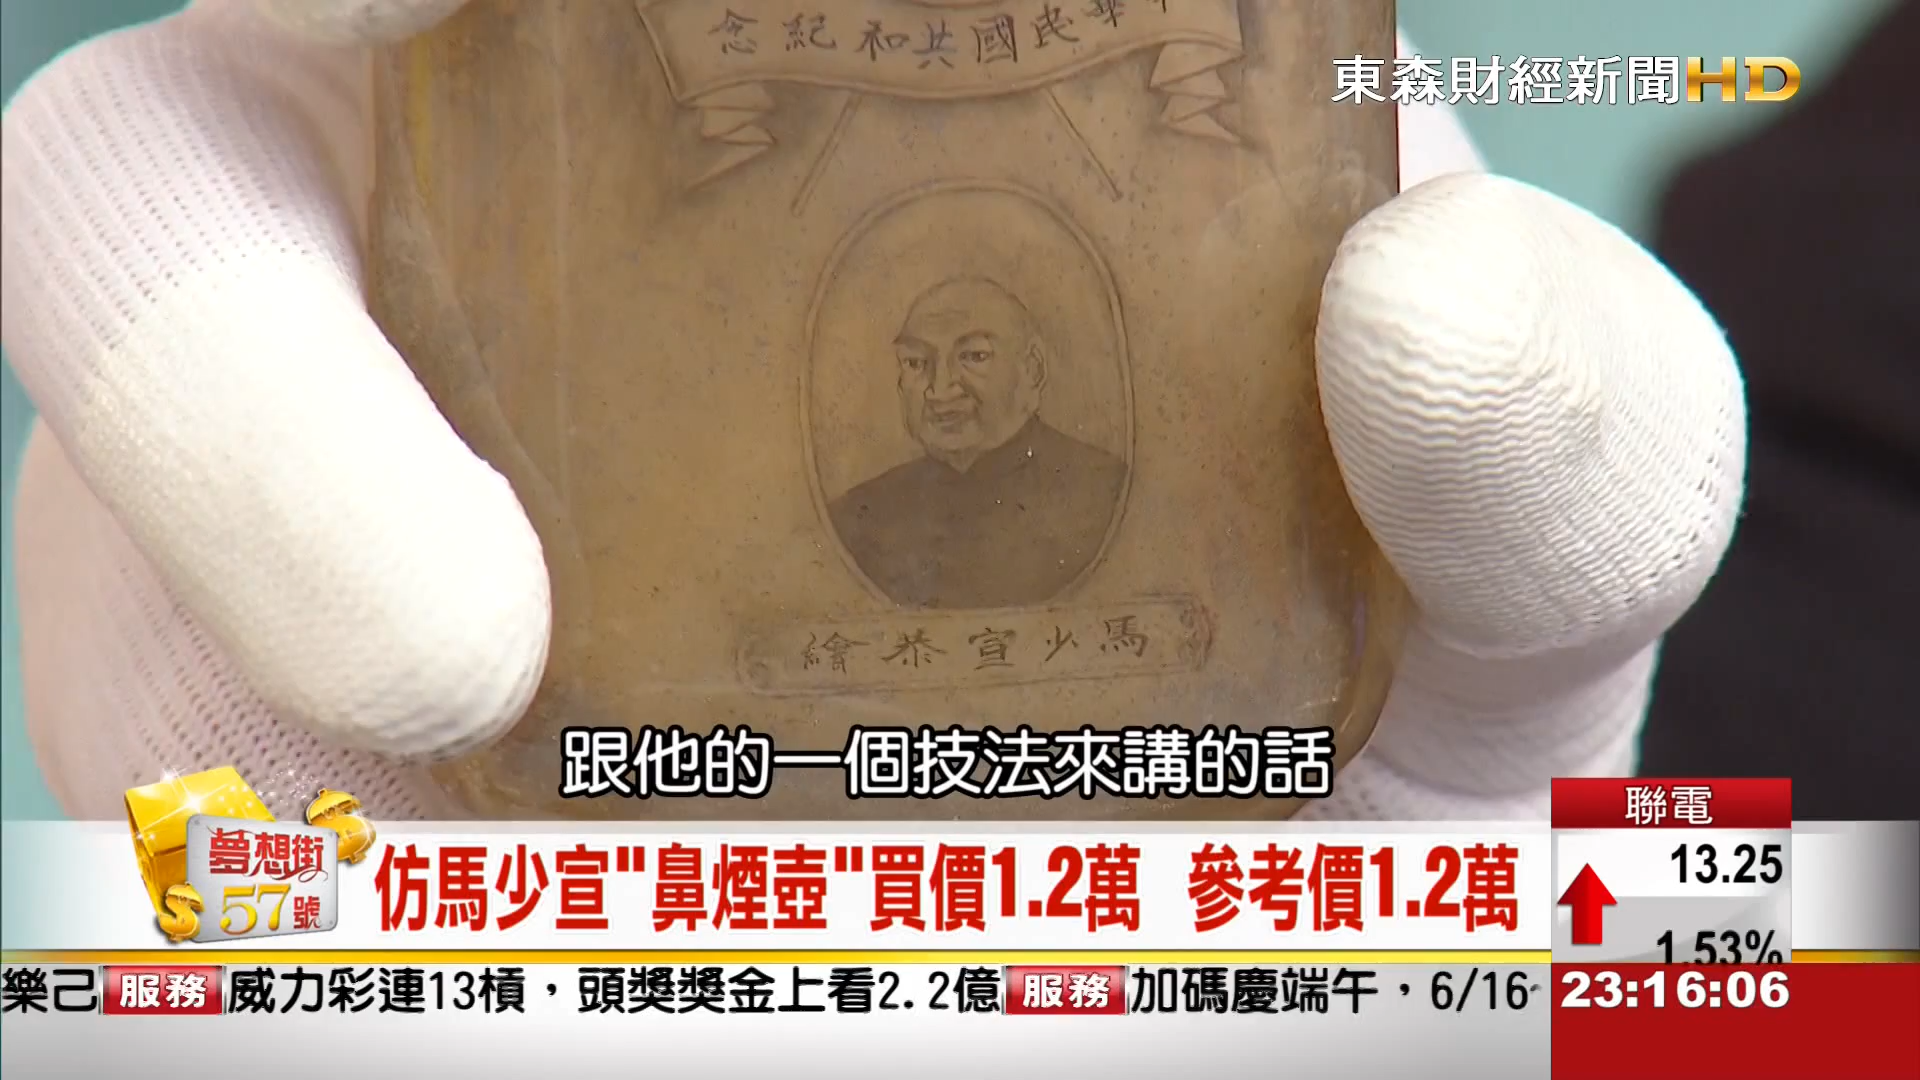 念紀和共國民華
東森財經新聞HD
繪恭宣少馬
跟他的一個技法來講的話
夢想街
57號
仿馬少宣"鼻煙壺"買價1.2萬 參考價1.2萬
聯電
13.25
1.53%
樂己 服務 威力彩連13槓，頭獎獎金上看2.2億 服務 加碼慶端午，6/16
23:16:06